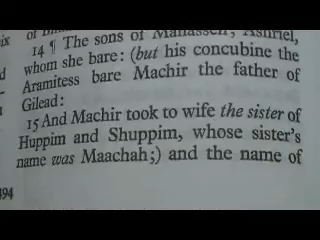 14 ¶ The sons of Manasseh; Ashriel,
whom she bare: (but his concubine the
Aramitess bare Machir the father of
Gilead:
15 And Machir took to wife the sister of
Huppim and Shuppim, whose sister's
name was Maachah;) and the name of
394